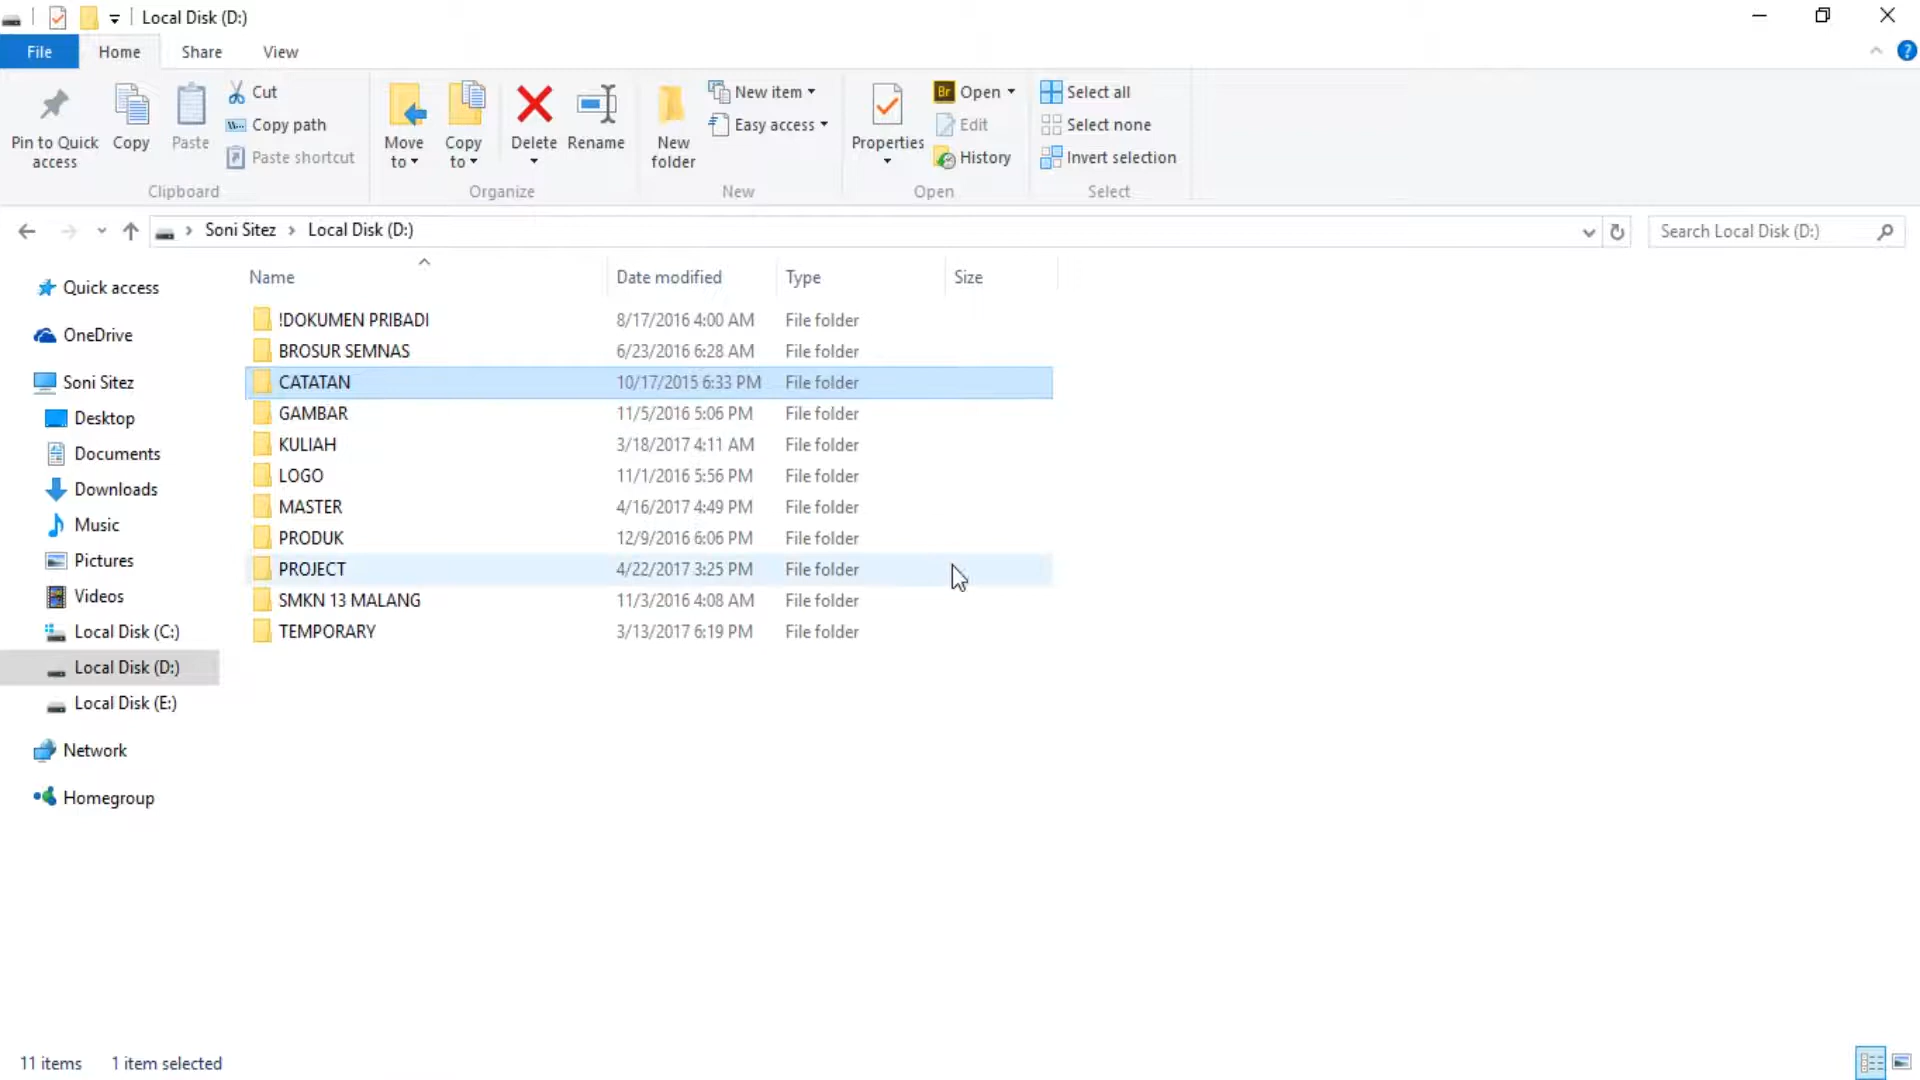 Local Disk (D:)
File Home Share View
Pin to Quick access
Copy
Paste
Cut
Copy path
Paste shortcut
Clipboard
Move to
Copy to
Delete
Rename
Organize
New folder
New item
Easy access
New
Properties
Open
Edit
History
Open
Select all
Select none
Invert selection
Select
Soni Sitez > Local Disk (D:)
Search Local Disk (D:)
Quick access
OneDrive
Soni Sitez
Desktop
Documents
Downloads
Music
Pictures
Videos
Local Disk (C:)
Local Disk (D:)
Local Disk (E:)
Network
Homegroup
Name Date modified Type Size
!DOKUMEN PRIBADI 8/17/2016 4:00 AM File folder
BROSUR SEMNAS 6/23/2016 6:28 AM File folder
CATATAN 10/17/2015 6:33 PM File folder
GAMBAR 11/5/2016 5:06 PM File folder
KULIAH 3/18/2017 4:11 AM File folder
LOGO 11/1/2016 5:56 PM File folder
MASTER 4/16/2017 4:49 PM File folder
PRODUK 12/9/2016 6:06 PM File folder
PROJECT 4/22/2017 3:25 PM File folder
SMKN 13 MALANG 11/3/2016 4:08 AM File folder
TEMPORARY 3/13/2017 6:19 PM File folder
11 items 1 item selected